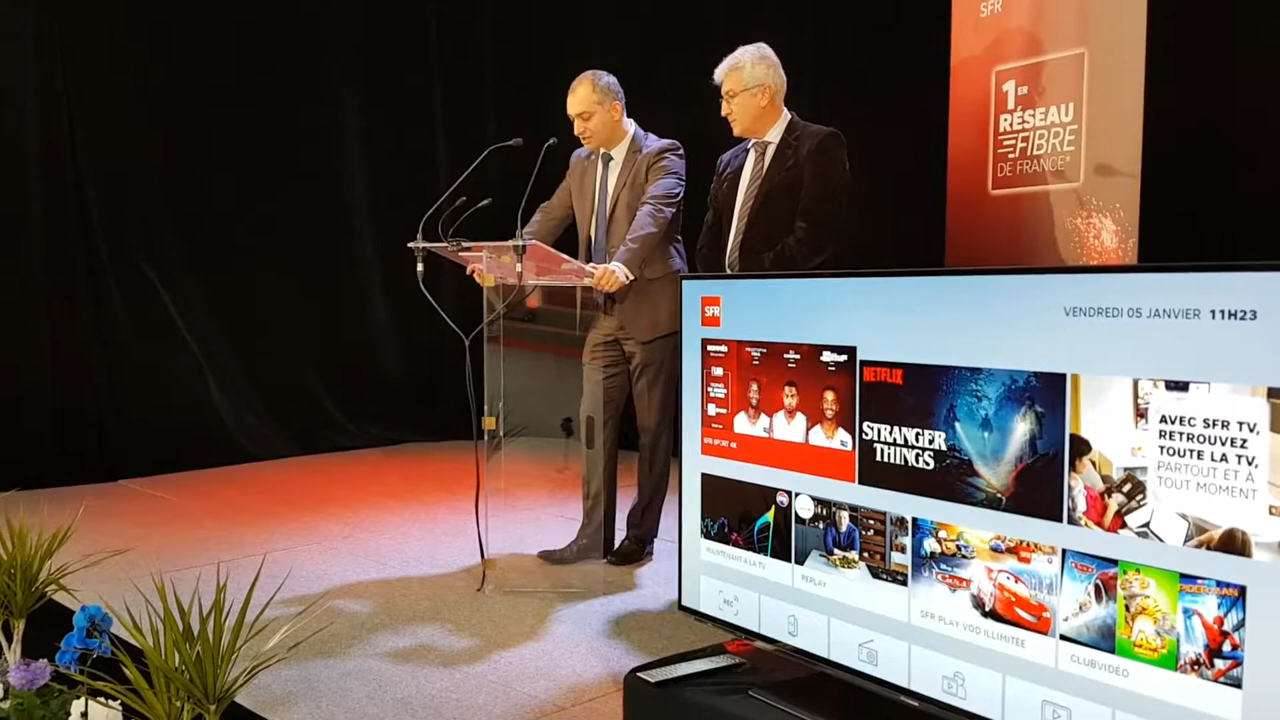 SFR
1ER
RÉSEAU
FIBRE
DE FRANCE*
SFR
VENDREDI 05 JANVIER 11H23
SFR SPORT 4K
NETFLIX
STRANGER
THINGS
AVEC SFR TV,
RETROUVEZ
TOUTE LA TV,
PARTOUT ET À
TOUT MOMENT
MAINTENANT À LA TV
REPLAY
SFR PLAY VOD ILLIMITÉE
CLUBVIDÉO
REC